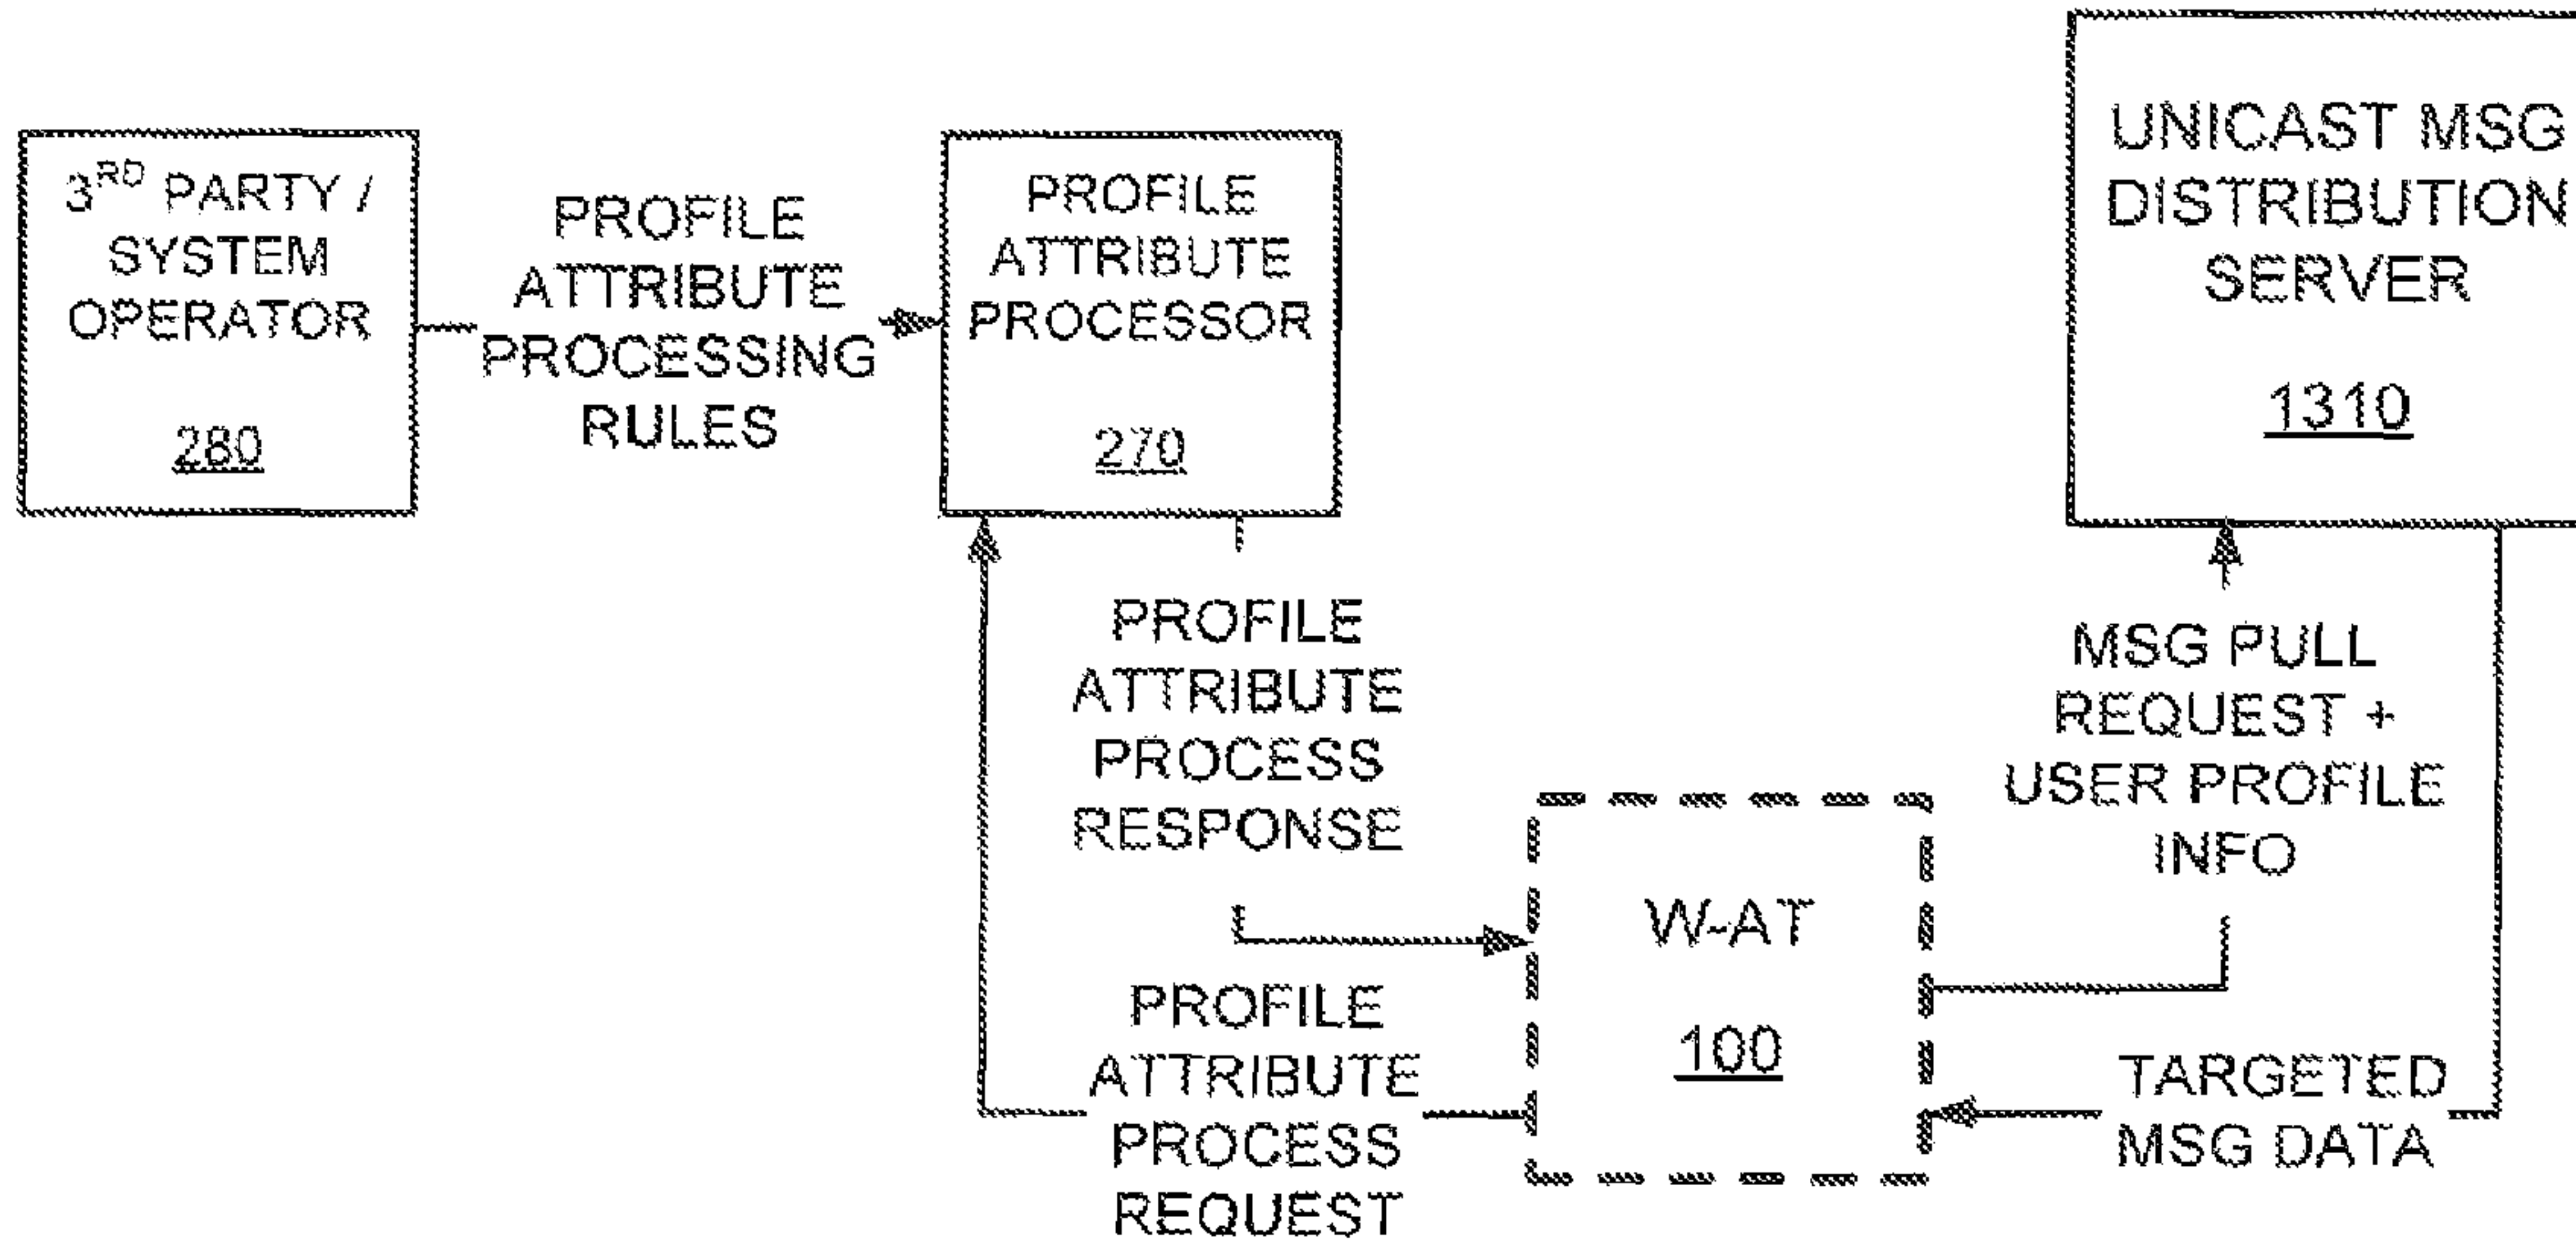 3RD PARTY /
SYSTEM
OPERATOR
280
PROFILE
ATTRIBUTE
PROCESSING
RULES
PROFILE
ATTRIBUTE
PROCESSOR
270
UNICAST MSG
DISTRIBUTION
SERVER
1310
PROFILE
ATTRIBUTE
PROCESS
RESPONSE
MSG PULL
REQUEST +
USER PROFILE
INFO
W-AT
100
PROFILE
ATTRIBUTE
PROCESS
REQUEST
TARGETED
MSG DATA